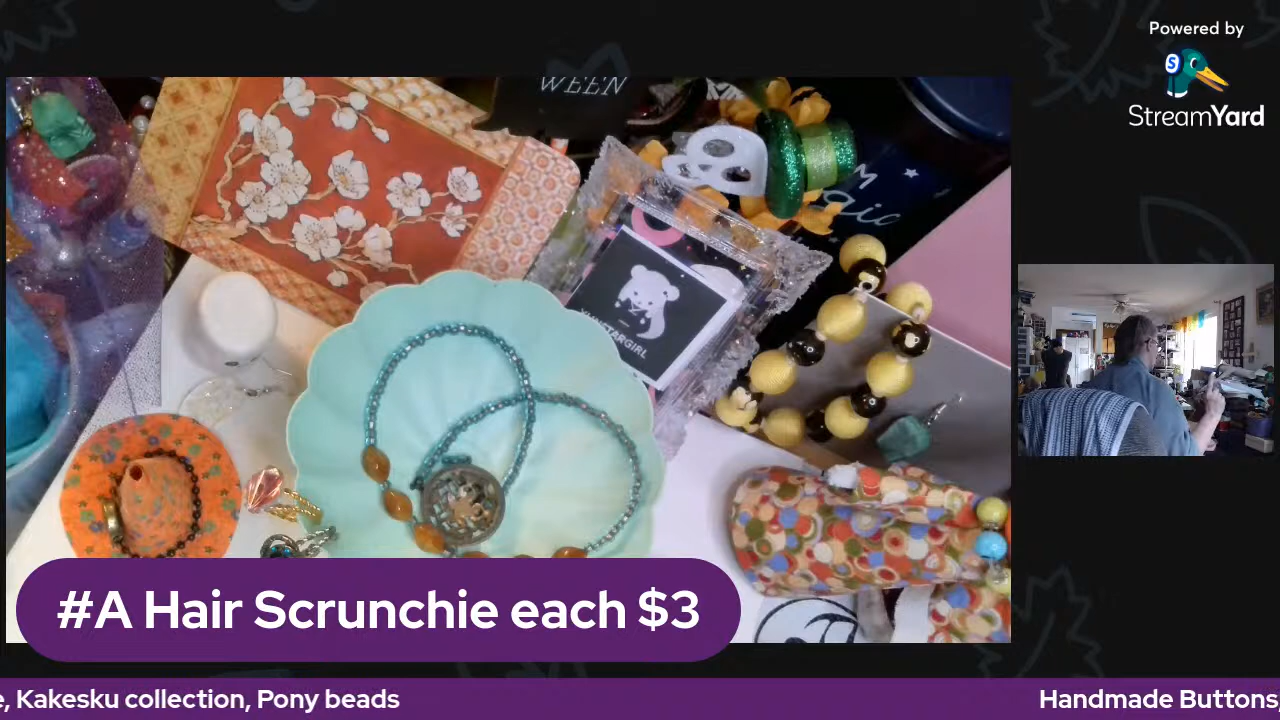 Powered by
StreamYard
WEEN
#A Hair Scrunchie each $3
e, Kakesku collection, Pony beads
Handmade Buttons,